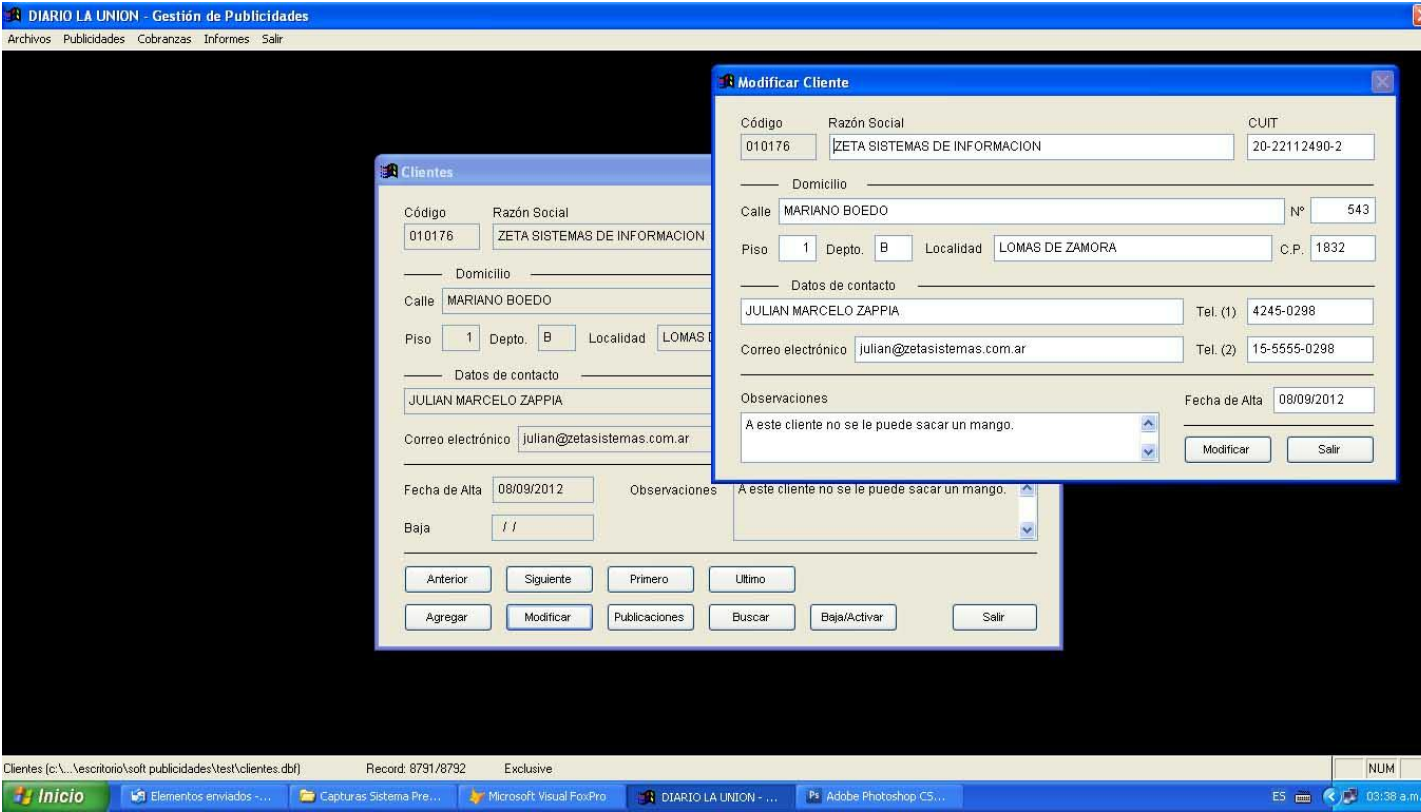 DIARIO LA UNION - Gestión de Publicidades
Archivos Publicidades Cobranzas Informes Salir
Clientes
Código Razón Social
010176 ZETA SISTEMAS DE INFORMACION
Domicilio
Calle MARIANO BOEDO
Piso 1 Depto. B Localidad LOMAS
Datos de contacto
JULIAN MARCELO ZAPPIA
Correo electrónico julian@zetasistemas.com.ar
Fecha de Alta 08/09/2012 Observaciones A este cliente no se le puede sacar un mango.
Baja / /
Anterior Siguiente Primero Ultimo
Agregar Modificar Publicaciones Buscar Baja/Activar Salir
Modificar Cliente
Código Razón Social CUIT
010176 ZETA SISTEMAS DE INFORMACION 20-22112490-2
Domicilio
Calle MARIANO BOEDO Nº 543
Piso 1 Depto. B Localidad LOMAS DE ZAMORA C.P. 1832
Datos de contacto
JULIAN MARCELO ZAPPIA Tel. (1) 4245-0298
Correo electrónico julian@zetasistemas.com.ar Tel. (2) 15-5555-0298
Observaciones Fecha de Alta 08/09/2012
A este cliente no se le puede sacar un mango.
Modificar Salir
Clientes (c:\...\escritorio\soft publicidades\test\clientes.dbf) Record: 8791/8792 Exclusive NUM
Inicio Elementos enviados -... Capturas Sistema Pre... Microsoft Visual FoxPro DIARIO LA UNION - ... Ps Adobe Photoshop CS... ES 03:38 a.m.